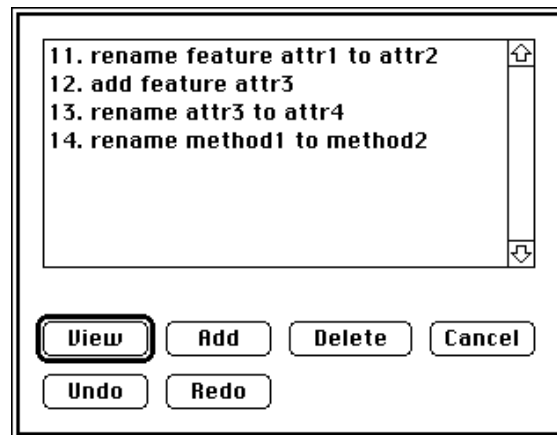 11. rename feature attr1 to attr2
12. add feature attr3
13. rename attr3 to attr4
14. rename method1 to method2
View Add Delete Cancel
Undo Redo